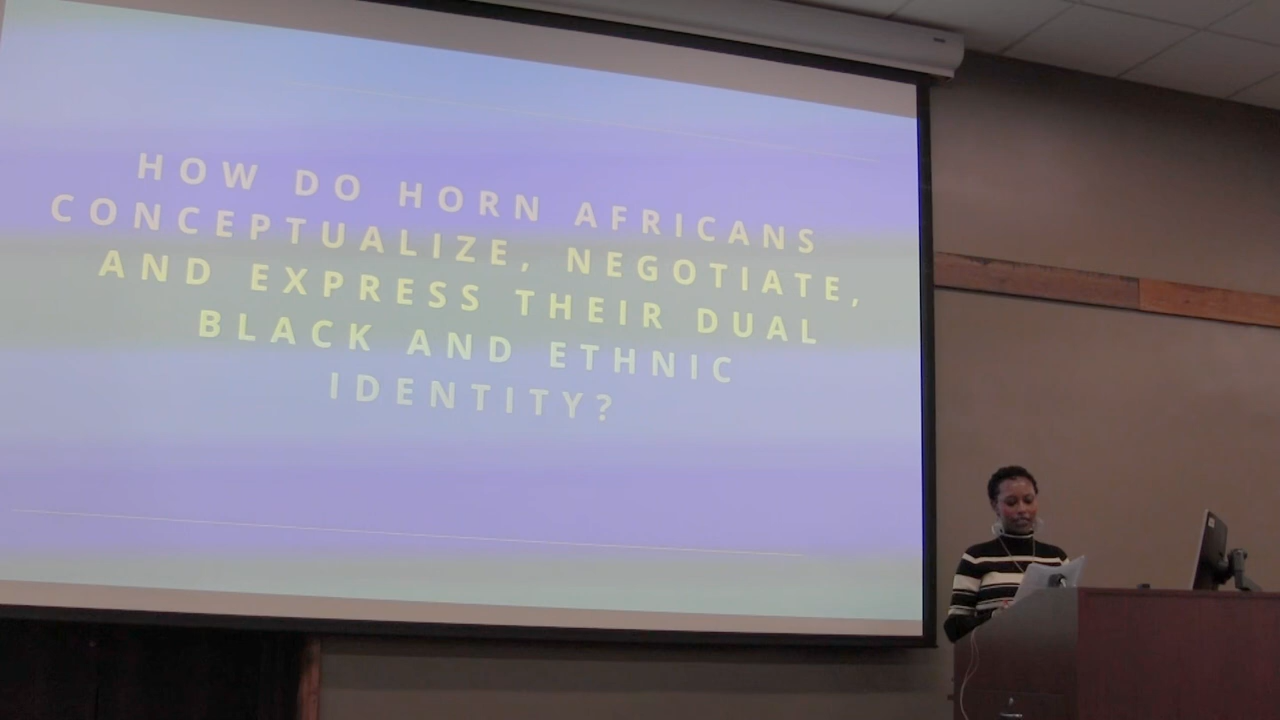 HOW DO HORN AFRICANS
CONCEPTUALIZE, NEGOTIATE,
AND EXPRESS THEIR DUAL
BLACK AND ETHNIC
IDENTITY?